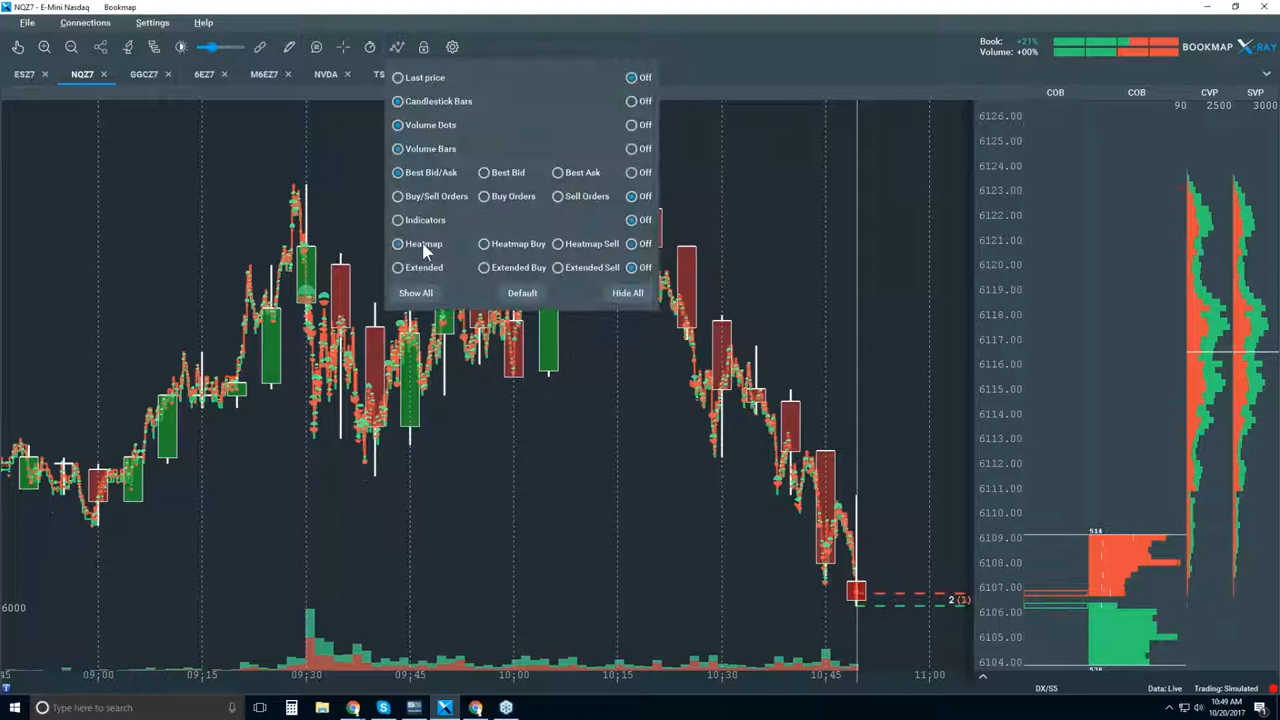 NQZ7 - E-Mini Nasdaq Bookmap
File Connections Settings Help
Book: +21%
Volume: +00%
BOOKMAP X-RAY
ESZ7 NQZ7 GGCZ7 6EZ7 M6EZ7 NVDA TS
Last price Off
Candlestick Bars Off
Volume Dots Off
Volume Bars Off
Best Bid/Ask Best Bid Best Ask Off
Buy/Sell Orders Buy Orders Sell Orders Off
Indicators Off
Heatmap Heatmap Buy Heatmap Sell Off
Extended Extended Buy Extended Sell Off
Show All Default Hide All
COB COB CVP SVP
90 2500 3000
6126.00
6125.00
6124.00
6123.00
6122.00
6121.00
6120.00
6119.00
6118.00
6117.00
6116.00
6115.00
6114.00
6113.00
6112.00
6111.00
6110.00
6109.00
6108.00
6107.00
6106.00
6105.00
6104.00
514
2 (1)
6000
528
45 09:00 09:15 09:30 09:45 10:00 10:15 10:30 10:45 11:00
DX/S5 Data: Live Trading: Simulated
Type here to search
10:49 AM
10/20/2017